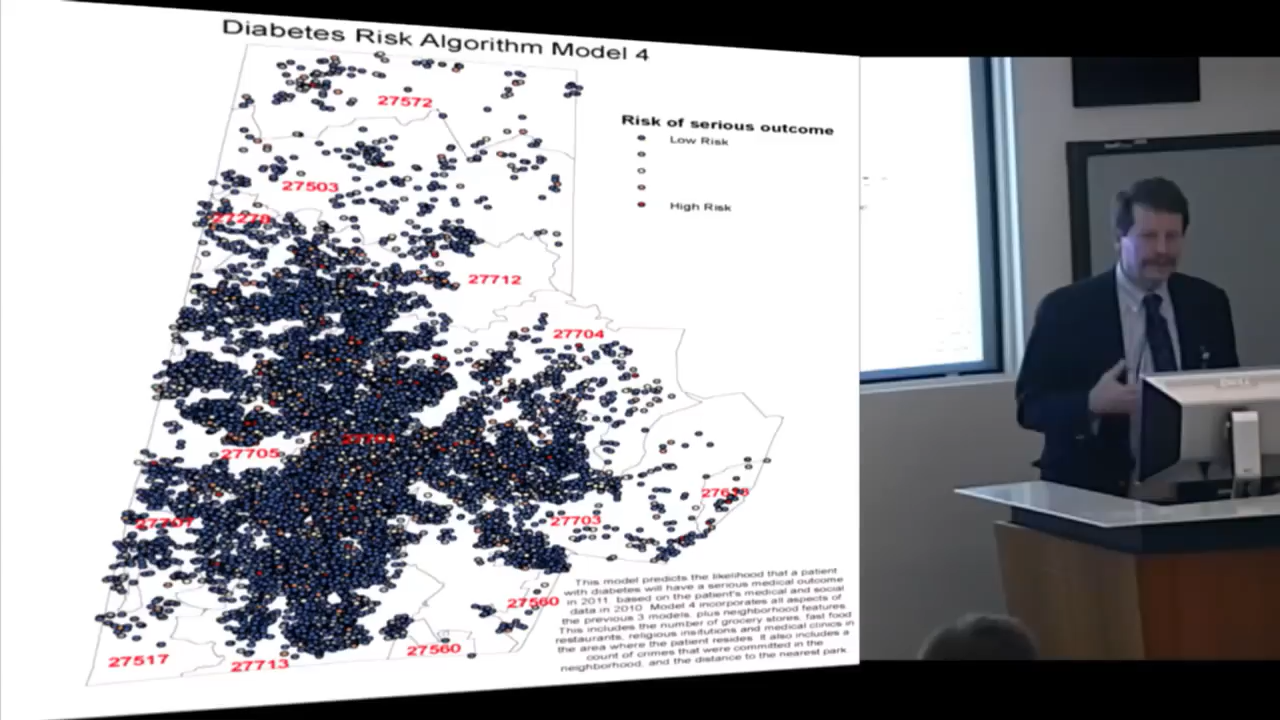 Diabetes Risk Algorithm Model 4
27572
Risk of serious outcome
Low Risk
High Risk
27503
27278
27712
27704
27701
27705
27703
27707
27560
27517
27713
27560
This model predicts the likelihood that a patient
with diabetes will have a serious medical outcome
in 2011, based on the patient's medical and social
data in 2010. Model 4 incorporates all aspects of
the previous 3 models, plus neighborhood features
This includes the number of grocery stores, fast food
restaurants, religious insitutions and medical clinics in
the area where the patient resides. It also includes a
count of crimes that were committed in the
neighborhood, and the distance to the nearest park.
DELL